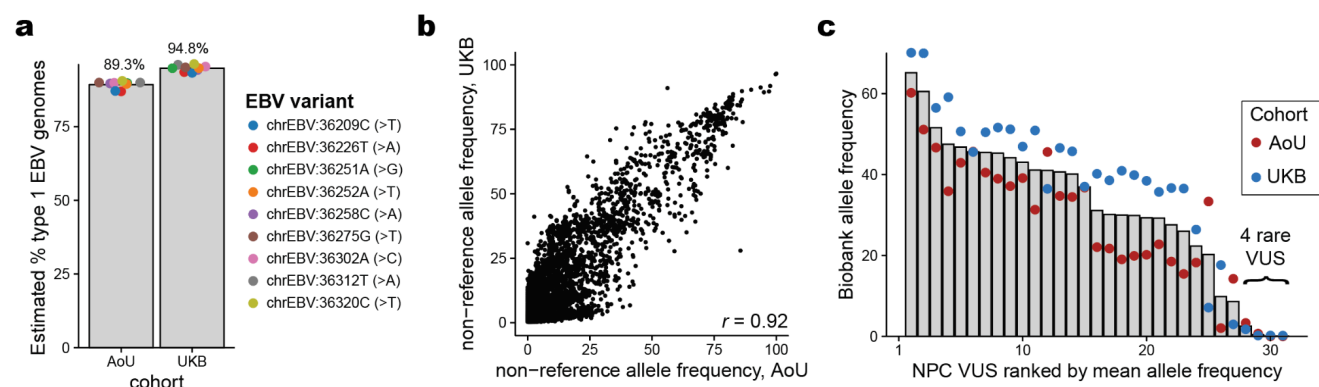 a
Estimated % type 1 EBV genomes
0
25
50
75
89.3%
94.8%
AoU
UKB
cohort
EBV variant
chrEBV:36209C (>T)
chrEBV:36226T (>A)
chrEBV:36251A (>G)
chrEBV:36252A (>T)
chrEBV:36258C (>A)
chrEBV:36275G (>T)
chrEBV:36302A (>C)
chrEBV:36312T (>A)
chrEBV:36320C (>T)
b
non−reference allele frequency, UKB
100
75
50
25
0
0
25
50
75
100
r = 0.92
non−reference allele frequency, AoU
c
Biobank allele frequency
60
40
20
0
1
10
20
30
NPC VUS ranked by mean allele frequency
Cohort
AoU
UKB
4 rare
VUS